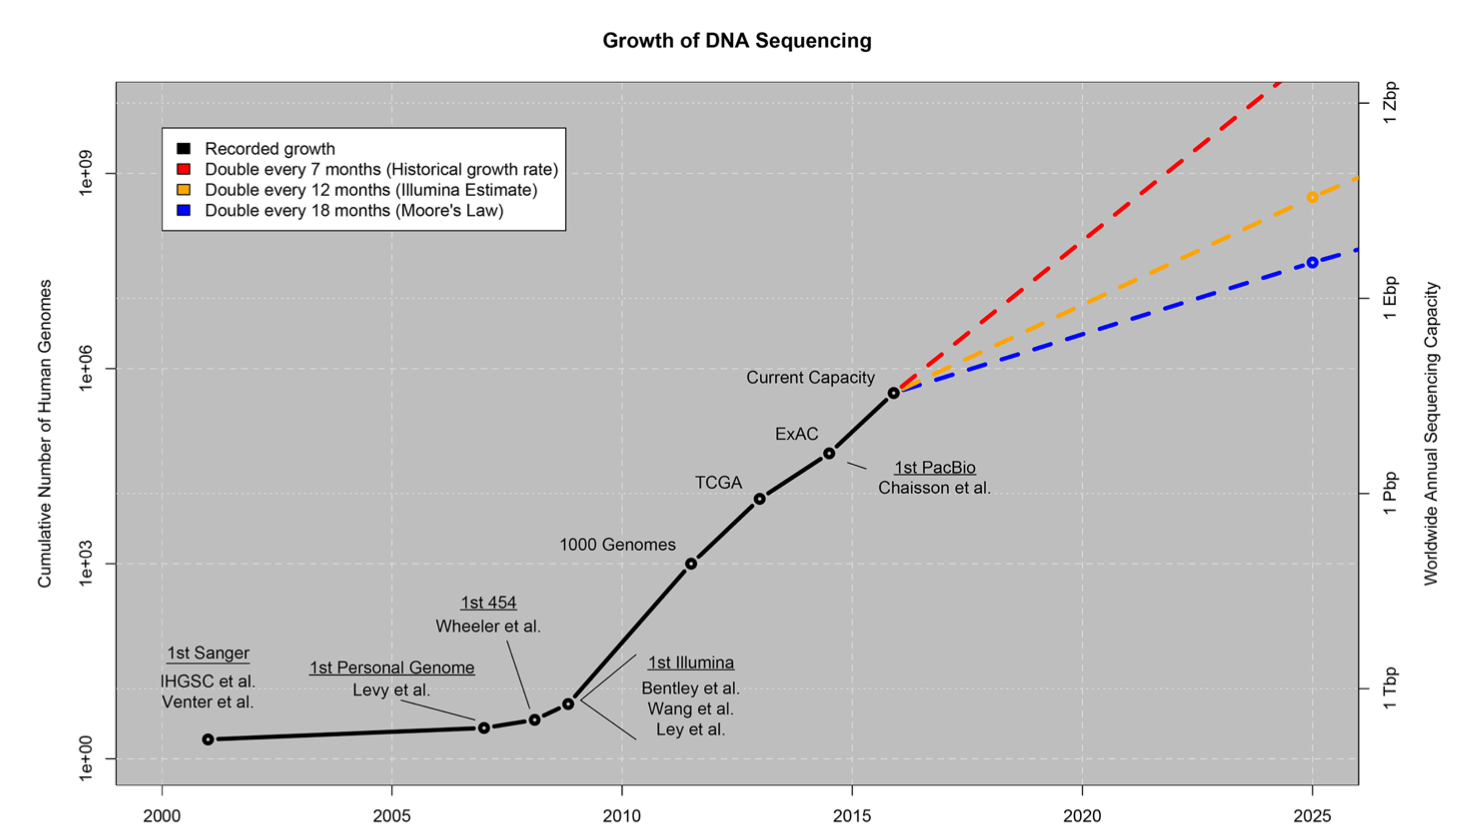 Growth of DNA Sequencing
Recorded growth
Double every 7 months (Historical growth rate)
Double every 12 months (Illumina Estimate)
Double every 18 months (Moore's Law)
Cumulative Number of Human Genomes
1e+09
1e+06
1e+03
1e+00
Worldwide Annual Sequencing Capacity
1 Zbp
1 Ebp
1 Pbp
1 Tbp
Current Capacity
ExAC
1st PacBio
Chaisson et al.
TCGA
1000 Genomes
1st 454
Wheeler et al.
1st Sanger
IHGSC et al.
Venter et al.
1st Personal Genome
Levy et al.
1st Illumina
Bentley et al.
Wang et al.
Ley et al.
2000 2005 2010 2015 2020 2025